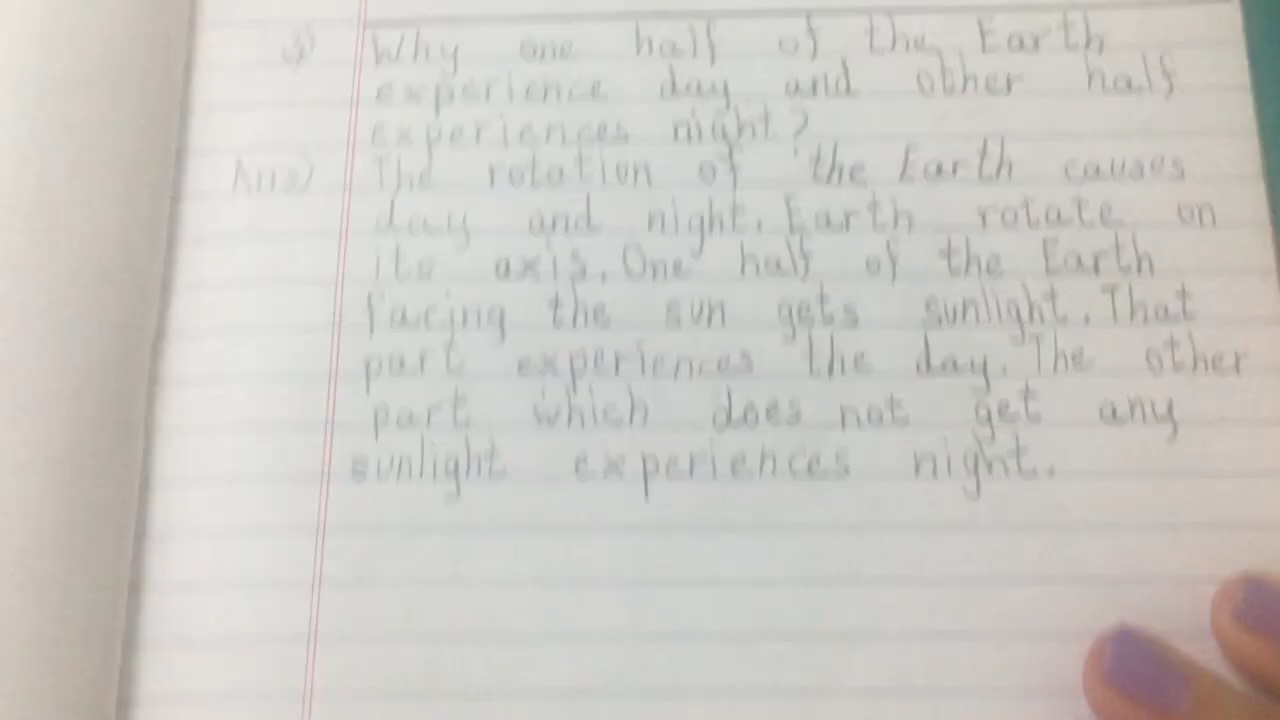 3) Why one half of the Earth
experience day and other half
experiences night?
Ans) The rotation of the Earth causes
day and night. Earth rotate on
its axis. One half of the Earth
facing the sun gets sunlight. That
part experiences the day. The other
part which does not get any
sunlight experiences night.